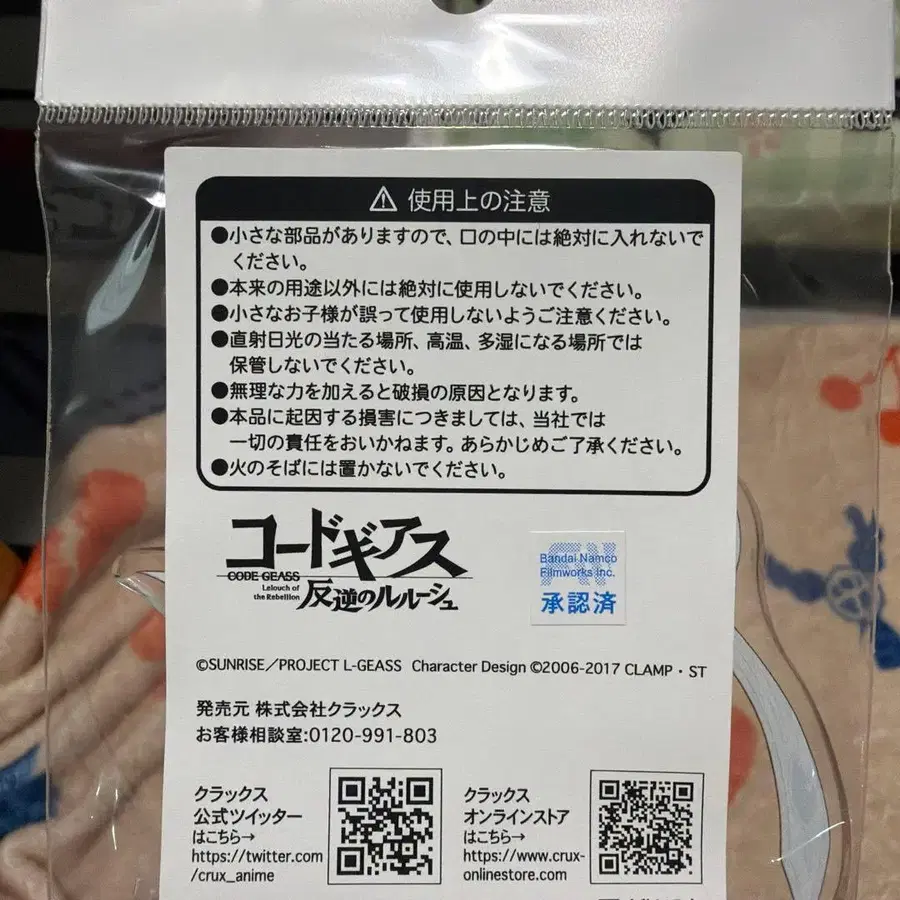 ⚠ 使用上の注意
●小さな部品がありますので、口の中には絶対に入れないで
ください。
●本来の用途以外には絶対に使用しないでください。
●小さなお子様が誤って使用しないようご注意ください。
●直射日光の当たる場所、高温、多湿になる場所では
保管しないでください。
●無理な力を加えると破損の原因となります。
●本品に起因する損害につきましては、当社では
一切の責任をおいかねます。あらかじめご了承ください。
●火のそばには置かないでください。
コードギアス
CODE GEASS
Lelouch of
the Rebellion
反逆のルルーシュ
Bandai Namco
Filmworks Inc.
承認済
©SUNRISE／PROJECT L-GEASS Character Design ©2006-2017 CLAMP・ST
発売元 株式会社クラックス
お客様相談室:0120-991-803
クラックス
公式ツイッター
はこちら→
https://twitter.com
/crux_anime
クラックス
オンラインストア
はこちら→
https://www.crux-
onlinestore.com